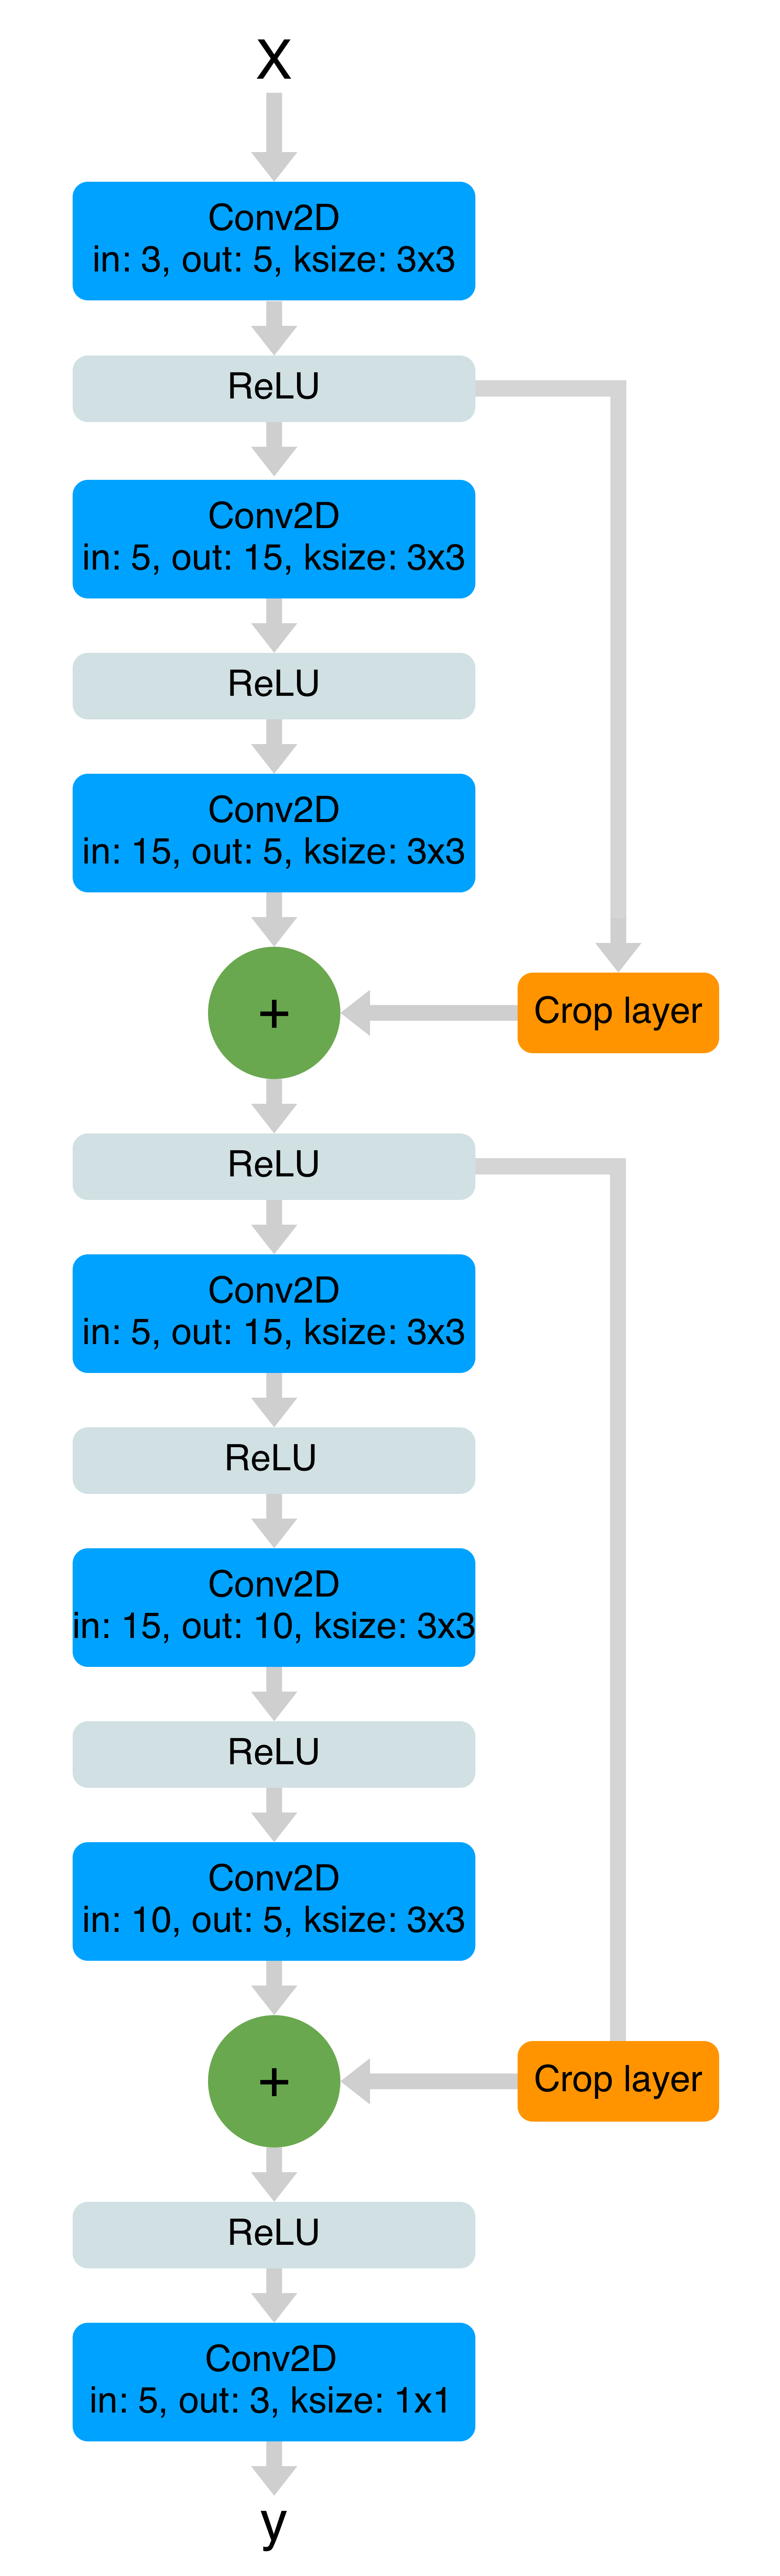 X
Conv2D
in: 3, out: 5, ksize: 3x3
ReLU
Conv2D
in: 5, out: 15, ksize: 3x3
ReLU
Conv2D
in: 15, out: 5, ksize: 3x3
+
Crop layer
ReLU
Conv2D
in: 5, out: 15, ksize: 3x3
ReLU
Conv2D
in: 15, out: 10, ksize: 3x3
ReLU
Conv2D
in: 10, out: 5, ksize: 3x3
+
Crop layer
ReLU
Conv2D
in: 5, out: 3, ksize: 1x1
y